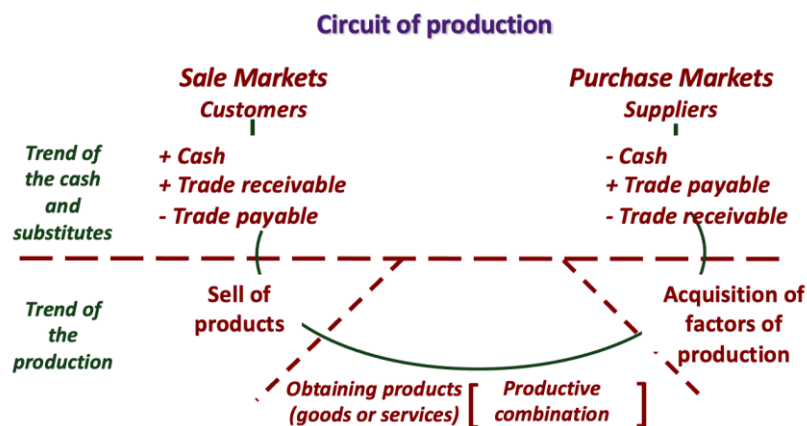 Circuit of production
Sale Markets
Customers
Purchase Markets
Suppliers
Trend of
the cash
and
substitutes
+ Cash
+ Trade receivable
- Trade payable
- Cash
+ Trade payable
- Trade receivable
Trend of
the
production
Sell of
products
Acquisition of
factors of
production
Obtaining products
(goods or services)
[ Productive
combination ]